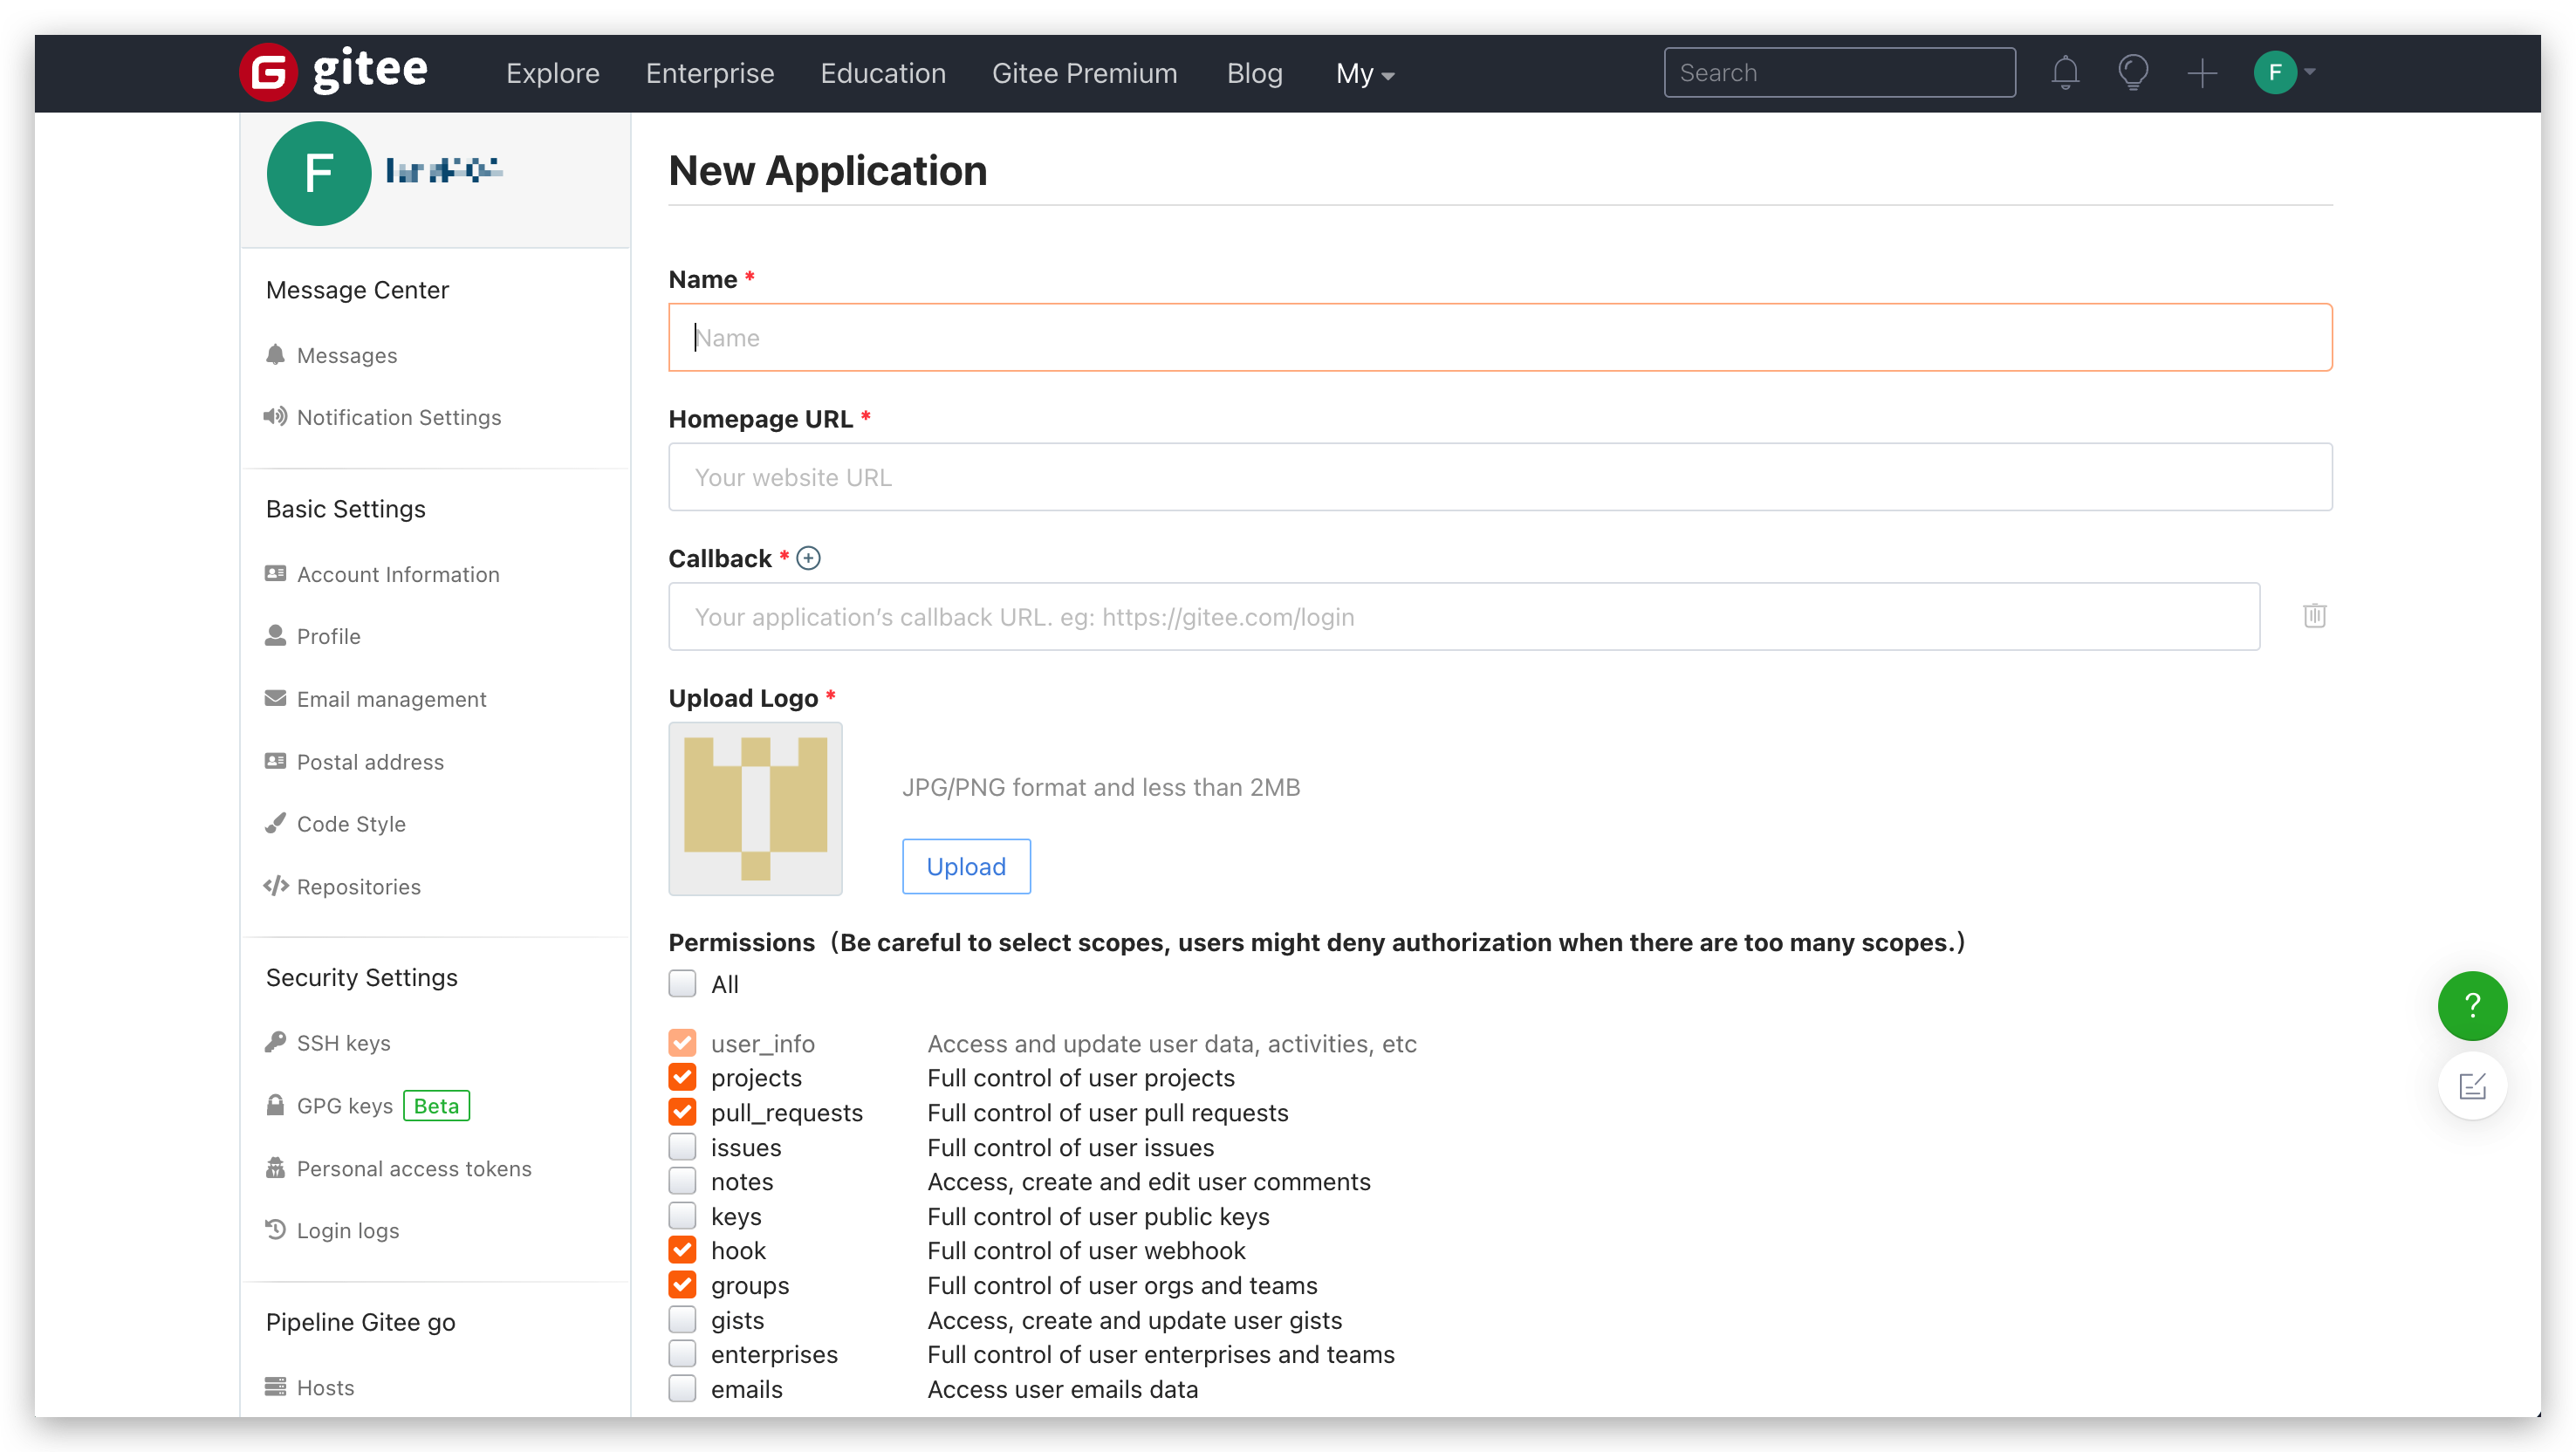 gitee
Explore
Enterprise
Education
Gitee Premium
Blog
My
Search
F
F
Message Center
Messages
Notification Settings
Basic Settings
Account Information
Profile
Email management
Postal address
Code Style
Repositories
Security Settings
SSH keys
GPG keys Beta
Personal access tokens
Login logs
Pipeline Gitee go
Hosts
New Application
Name *
Name
Homepage URL *
Your website URL
Callback *
Your application’s callback URL. eg: https://gitee.com/login
Upload Logo *
JPG/PNG format and less than 2MB
Upload
Permissions（Be careful to select scopes, users might deny authorization when there are too many scopes.）
All
user_info Access and update user data, activities, etc
projects Full control of user projects
pull_requests Full control of user pull requests
issues Full control of user issues
notes Access, create and edit user comments
keys Full control of user public keys
hook Full control of user webhook
groups Full control of user orgs and teams
gists Access, create and update user gists
enterprises Full control of user enterprises and teams
emails Access user emails data
?